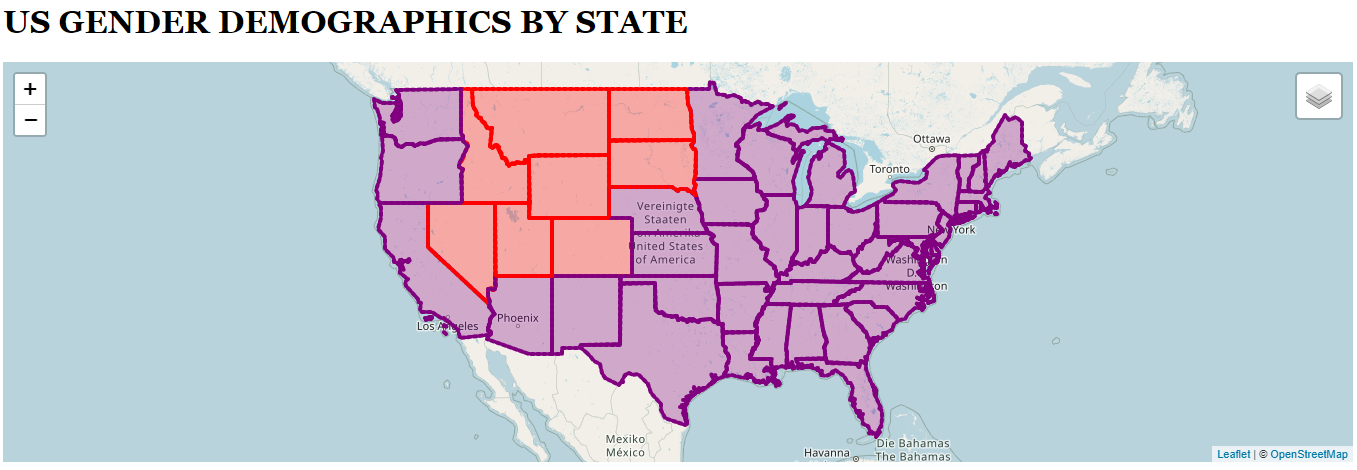 US GENDER DEMOGRAPHICS BY STATE
+
−
Ottawa
Toronto
Vereinigte
Staaten
von Amerika
United States
of America
New York
Washington
D.C.
Washington
Los Angeles
Phoenix
Mexiko
México
Havanna
Die Bahamas
The Bahamas
Leaflet | © OpenStreetMap